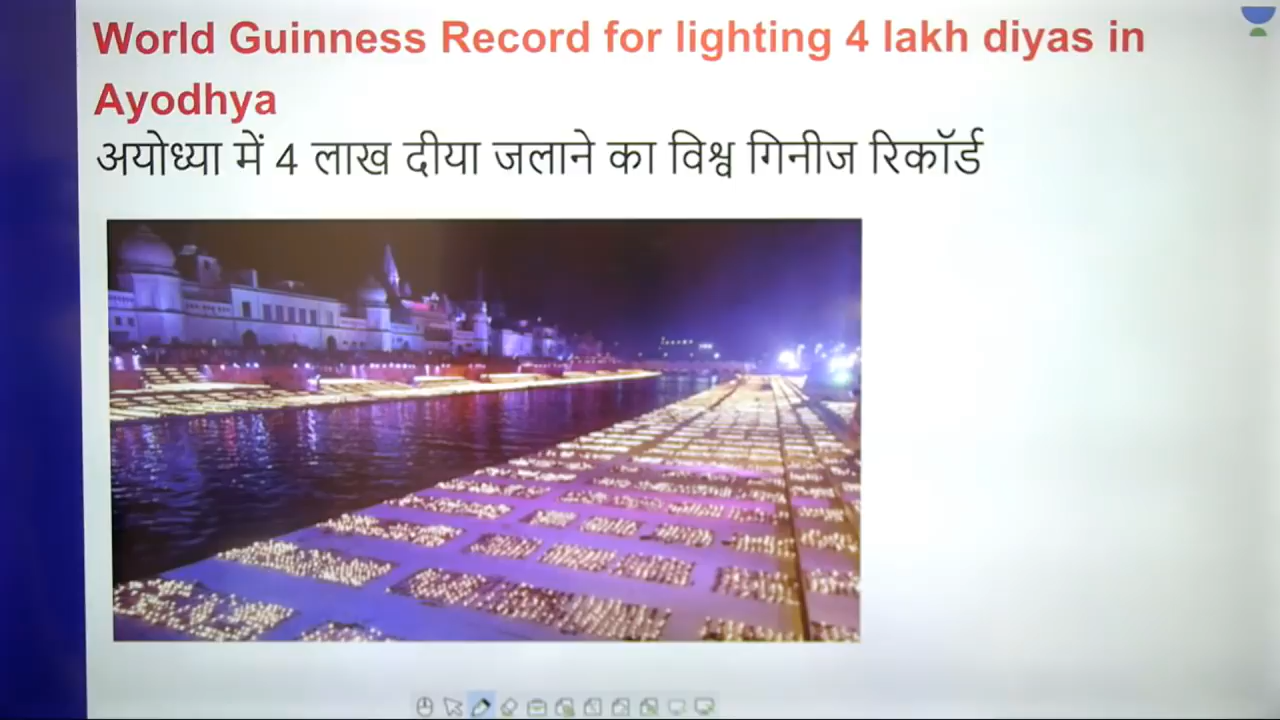 World Guinness Record for lighting 4 lakh diyas in
Ayodhya
अयोध्या में 4 लाख दीया जलाने का विश्व गिनीज रिकॉर्ड